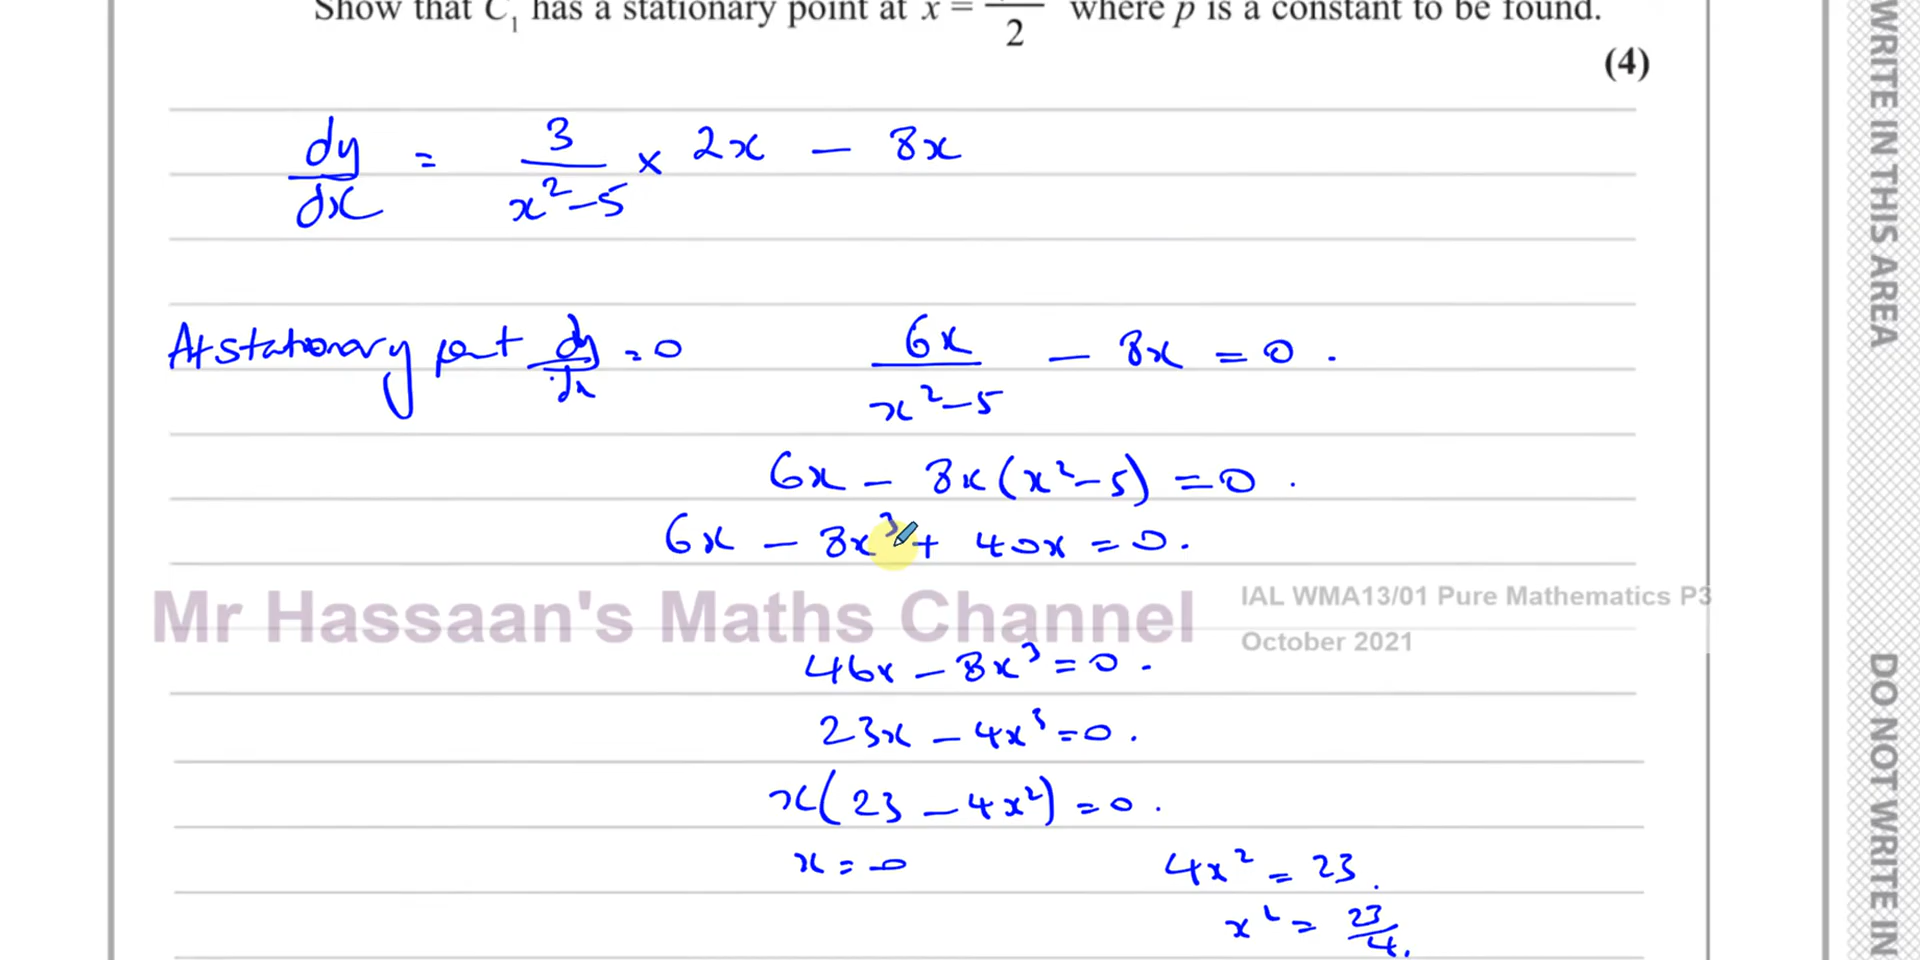 Show that C₁ has a stationary point at x = 2 where p is a constant to be found.
(4)
dy/dx = 3/(x²-5) × 2x - 8x
At stationary point dy/dx = 0
6x/(x²-5) - 8x = 0.
6x - 8x(x²-5) = 0.
6x - 8x³ + 40x = 0.
Mr Hassaan's Maths Channel
IAL WMA13/01 Pure Mathematics P3
October 2021
46x - 8x³ = 0.
23x - 4x³ = 0.
x(23 - 4x²) = 0.
x = 0
4x² = 23.
x² = 23/4.
WRITE IN THIS AREA
DO NOT WRITE IN